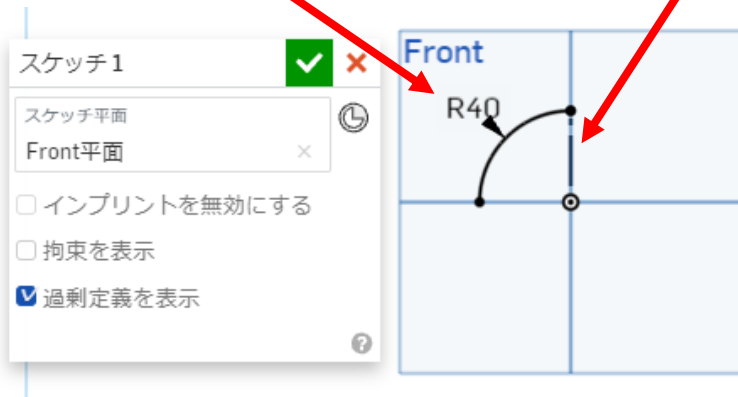 スケッチ 1
スケッチ平面
Front平面
インプリントを無効にする
拘束を表示
過剰定義を表示
Front
R40